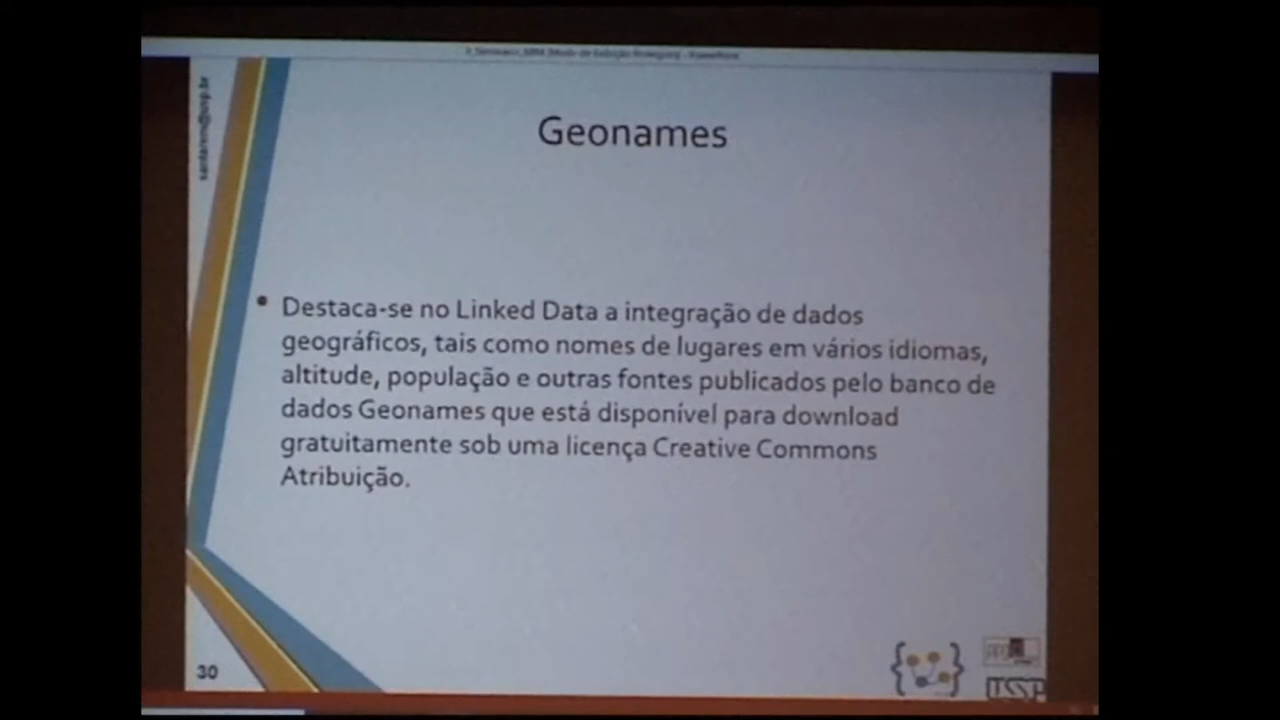 Geonames
• Destaca-se no Linked Data a integração de dados
geográficos, tais como nomes de lugares em vários idiomas,
altitude, população e outras fontes publicados pelo banco de
dados Geonames que está disponível para download
gratuitamente sob uma licença Creative Commons
Atribuição.
30